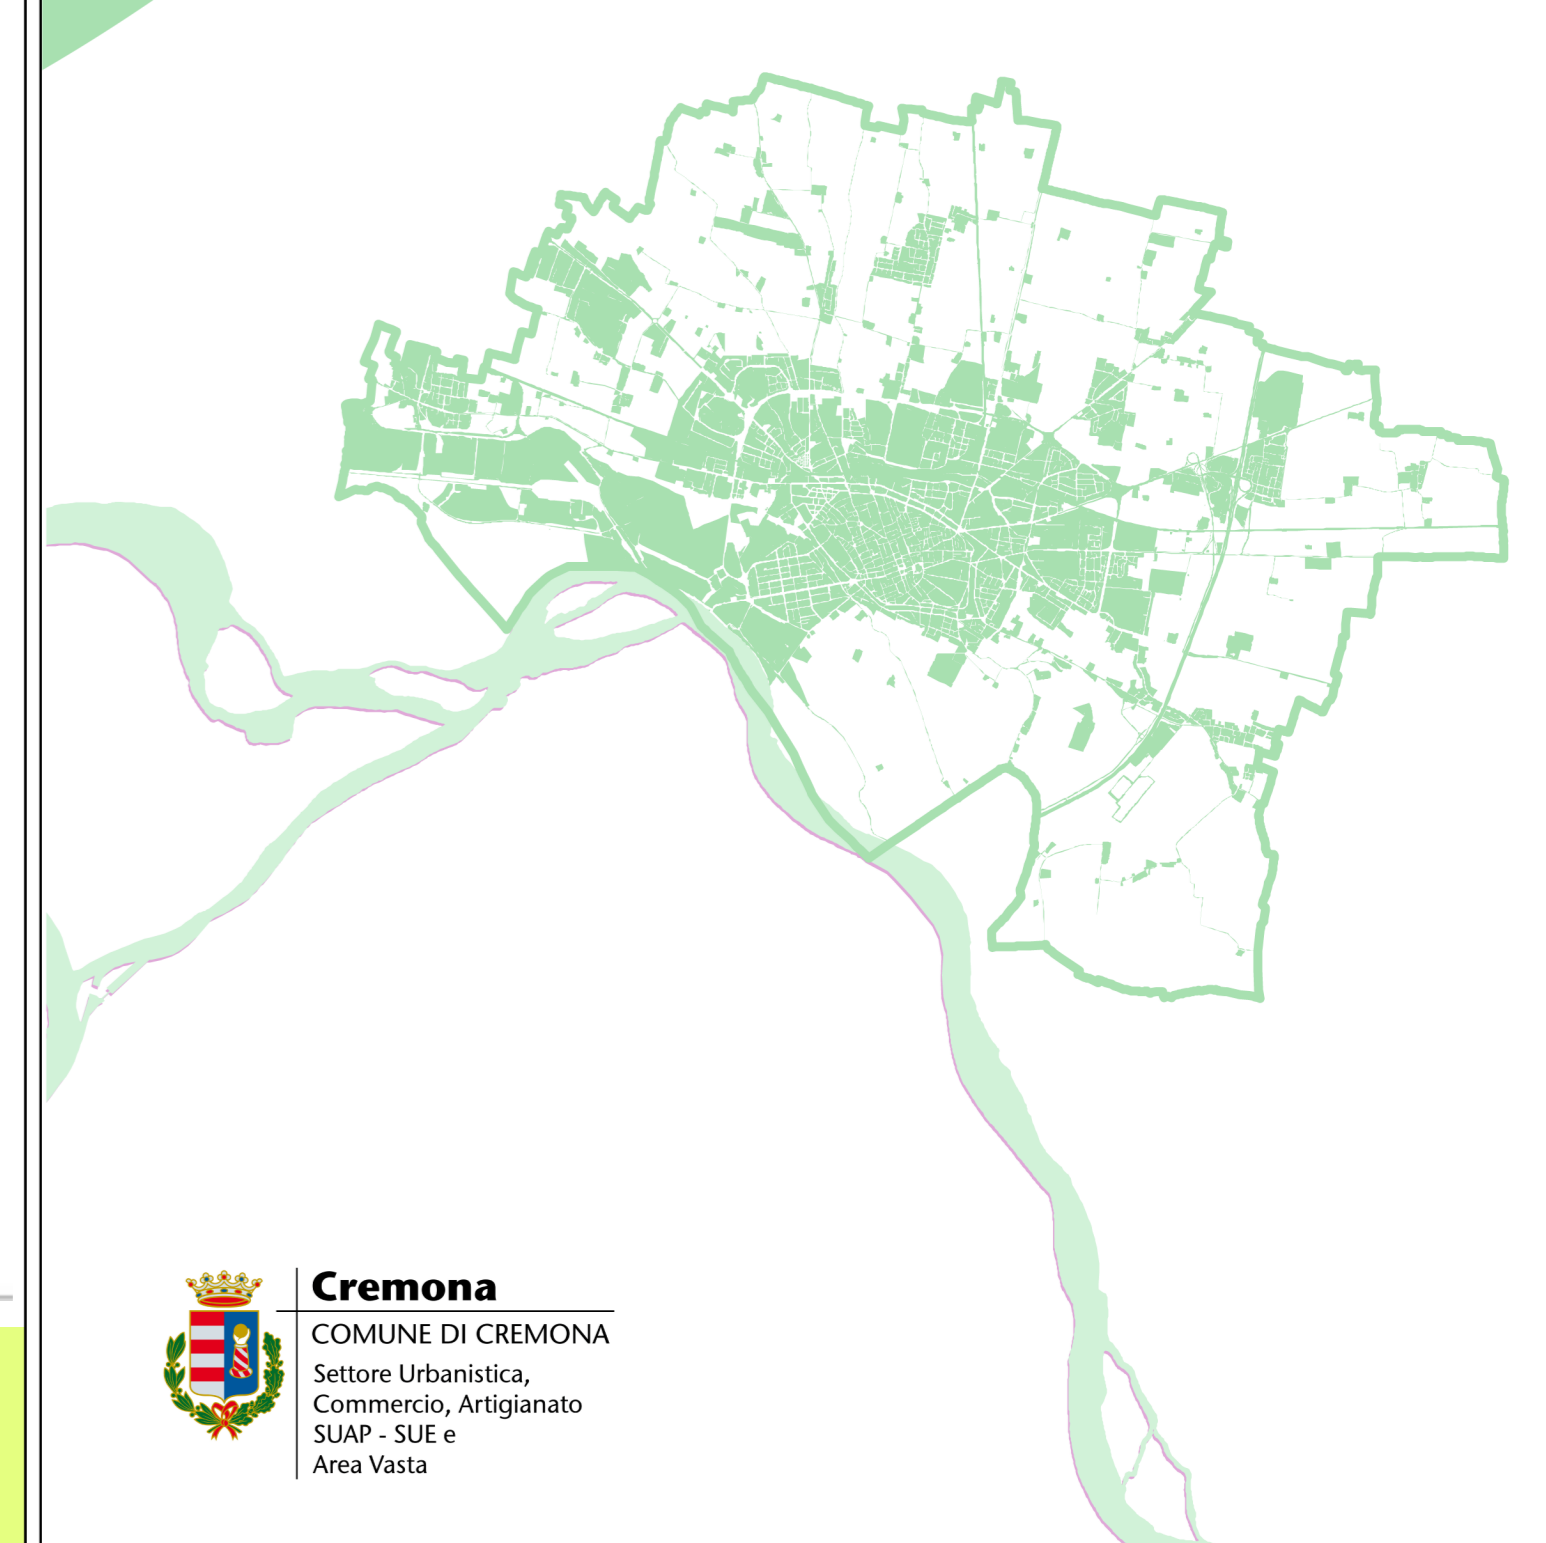 Cremona
COMUNE DI CREMONA
Settore Urbanistica,
Commercio, Artigianato
SUAP - SUE e
Area Vasta